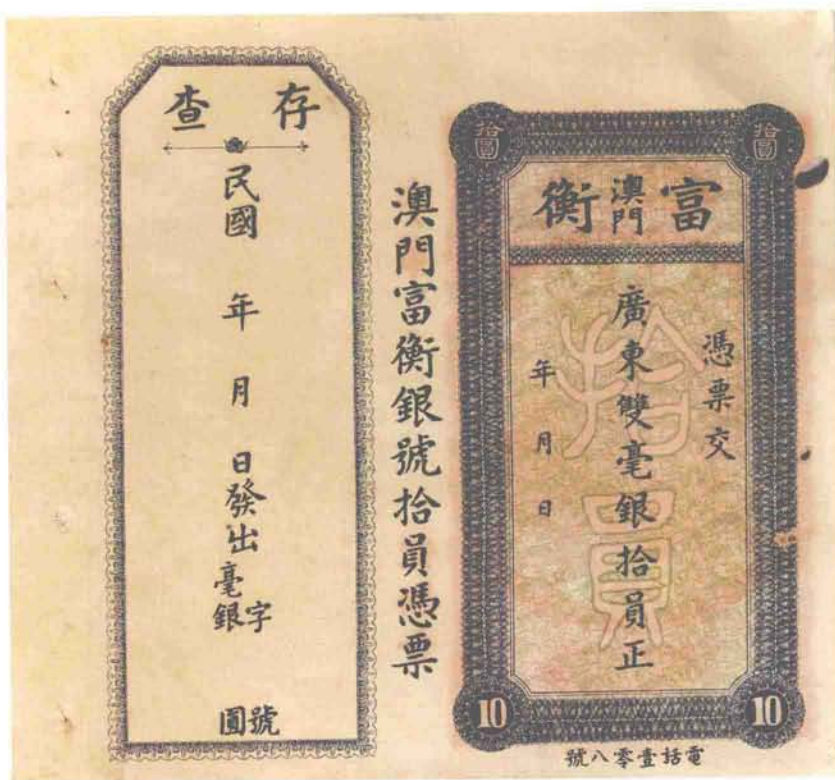 拾圓
拾圓
富澳門衡
憑票交
廣東雙毫銀拾員正
年月日
拾員
10
10
電話壹零八號
澳門富衡銀號拾員憑票
存查
民國 年 月 日發出
字 號
毫銀 圓